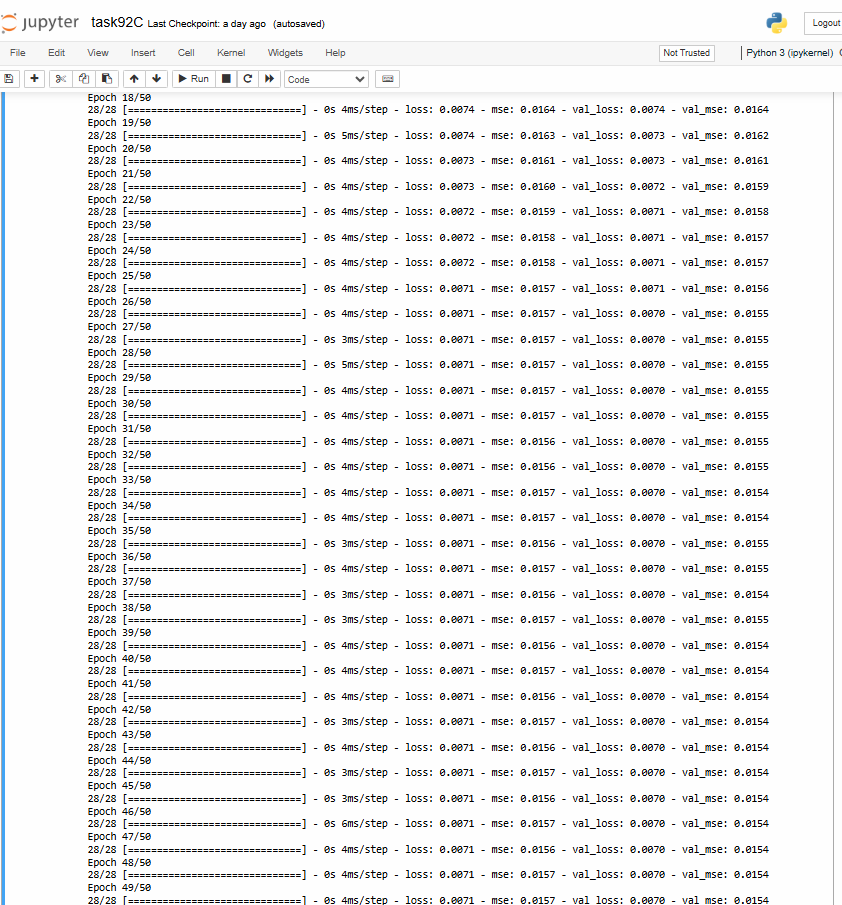 jupyter task92C Last Checkpoint: a day ago (autosaved)
Logout
File Edit View Insert Cell Kernel Widgets Help
Not Trusted
Python 3 (ipykernel)
Run
Code
Epoch 18/50
28/28 [==============================] - 0s 4ms/step - loss: 0.0074 - mse: 0.0164 - val_loss: 0.0074 - val_mse: 0.0164
Epoch 19/50
28/28 [==============================] - 0s 5ms/step - loss: 0.0074 - mse: 0.0163 - val_loss: 0.0073 - val_mse: 0.0162
Epoch 20/50
28/28 [==============================] - 0s 4ms/step - loss: 0.0073 - mse: 0.0161 - val_loss: 0.0073 - val_mse: 0.0161
Epoch 21/50
28/28 [==============================] - 0s 4ms/step - loss: 0.0073 - mse: 0.0160 - val_loss: 0.0072 - val_mse: 0.0159
Epoch 22/50
28/28 [==============================] - 0s 4ms/step - loss: 0.0072 - mse: 0.0159 - val_loss: 0.0071 - val_mse: 0.0158
Epoch 23/50
28/28 [==============================] - 0s 4ms/step - loss: 0.0072 - mse: 0.0158 - val_loss: 0.0071 - val_mse: 0.0157
Epoch 24/50
28/28 [==============================] - 0s 4ms/step - loss: 0.0072 - mse: 0.0158 - val_loss: 0.0071 - val_mse: 0.0157
Epoch 25/50
28/28 [==============================] - 0s 4ms/step - loss: 0.0071 - mse: 0.0157 - val_loss: 0.0071 - val_mse: 0.0156
Epoch 26/50
28/28 [==============================] - 0s 4ms/step - loss: 0.0071 - mse: 0.0157 - val_loss: 0.0070 - val_mse: 0.0155
Epoch 27/50
28/28 [==============================] - 0s 3ms/step - loss: 0.0071 - mse: 0.0157 - val_loss: 0.0070 - val_mse: 0.0155
Epoch 28/50
28/28 [==============================] - 0s 5ms/step - loss: 0.0071 - mse: 0.0157 - val_loss: 0.0070 - val_mse: 0.0155
Epoch 29/50
28/28 [==============================] - 0s 4ms/step - loss: 0.0071 - mse: 0.0157 - val_loss: 0.0070 - val_mse: 0.0155
Epoch 30/50
28/28 [==============================] - 0s 4ms/step - loss: 0.0071 - mse: 0.0157 - val_loss: 0.0070 - val_mse: 0.0155
Epoch 31/50
28/28 [==============================] - 0s 4ms/step - loss: 0.0071 - mse: 0.0156 - val_loss: 0.0070 - val_mse: 0.0155
Epoch 32/50
28/28 [==============================] - 0s 4ms/step - loss: 0.0071 - mse: 0.0156 - val_loss: 0.0070 - val_mse: 0.0155
Epoch 33/50
28/28 [==============================] - 0s 4ms/step - loss: 0.0071 - mse: 0.0157 - val_loss: 0.0070 - val_mse: 0.0154
Epoch 34/50
28/28 [==============================] - 0s 4ms/step - loss: 0.0071 - mse: 0.0157 - val_loss: 0.0070 - val_mse: 0.0154
Epoch 35/50
28/28 [==============================] - 0s 3ms/step - loss: 0.0071 - mse: 0.0156 - val_loss: 0.0070 - val_mse: 0.0155
Epoch 36/50
28/28 [==============================] - 0s 4ms/step - loss: 0.0071 - mse: 0.0157 - val_loss: 0.0070 - val_mse: 0.0155
Epoch 37/50
28/28 [==============================] - 0s 3ms/step - loss: 0.0071 - mse: 0.0156 - val_loss: 0.0070 - val_mse: 0.0154
Epoch 38/50
28/28 [==============================] - 0s 3ms/step - loss: 0.0071 - mse: 0.0157 - val_loss: 0.0070 - val_mse: 0.0155
Epoch 39/50
28/28 [==============================] - 0s 4ms/step - loss: 0.0071 - mse: 0.0156 - val_loss: 0.0070 - val_mse: 0.0154
Epoch 40/50
28/28 [==============================] - 0s 4ms/step - loss: 0.0071 - mse: 0.0157 - val_loss: 0.0070 - val_mse: 0.0154
Epoch 41/50
28/28 [==============================] - 0s 4ms/step - loss: 0.0071 - mse: 0.0156 - val_loss: 0.0070 - val_mse: 0.0154
Epoch 42/50
28/28 [==============================] - 0s 3ms/step - loss: 0.0071 - mse: 0.0157 - val_loss: 0.0070 - val_mse: 0.0154
Epoch 43/50
28/28 [==============================] - 0s 4ms/step - loss: 0.0071 - mse: 0.0156 - val_loss: 0.0070 - val_mse: 0.0154
Epoch 44/50
28/28 [==============================] - 0s 3ms/step - loss: 0.0071 - mse: 0.0157 - val_loss: 0.0070 - val_mse: 0.0154
Epoch 45/50
28/28 [==============================] - 0s 3ms/step - loss: 0.0071 - mse: 0.0156 - val_loss: 0.0070 - val_mse: 0.0154
Epoch 46/50
28/28 [==============================] - 0s 6ms/step - loss: 0.0071 - mse: 0.0157 - val_loss: 0.0070 - val_mse: 0.0154
Epoch 47/50
28/28 [==============================] - 0s 4ms/step - loss: 0.0071 - mse: 0.0156 - val_loss: 0.0070 - val_mse: 0.0154
Epoch 48/50
28/28 [==============================] - 0s 4ms/step - loss: 0.0071 - mse: 0.0157 - val_loss: 0.0070 - val_mse: 0.0154
Epoch 49/50
28/28 [==============================] - 0s 4ms/step - loss: 0.0071 - mse: 0.0156 - val_loss: 0.0070 - val_mse: 0.0154